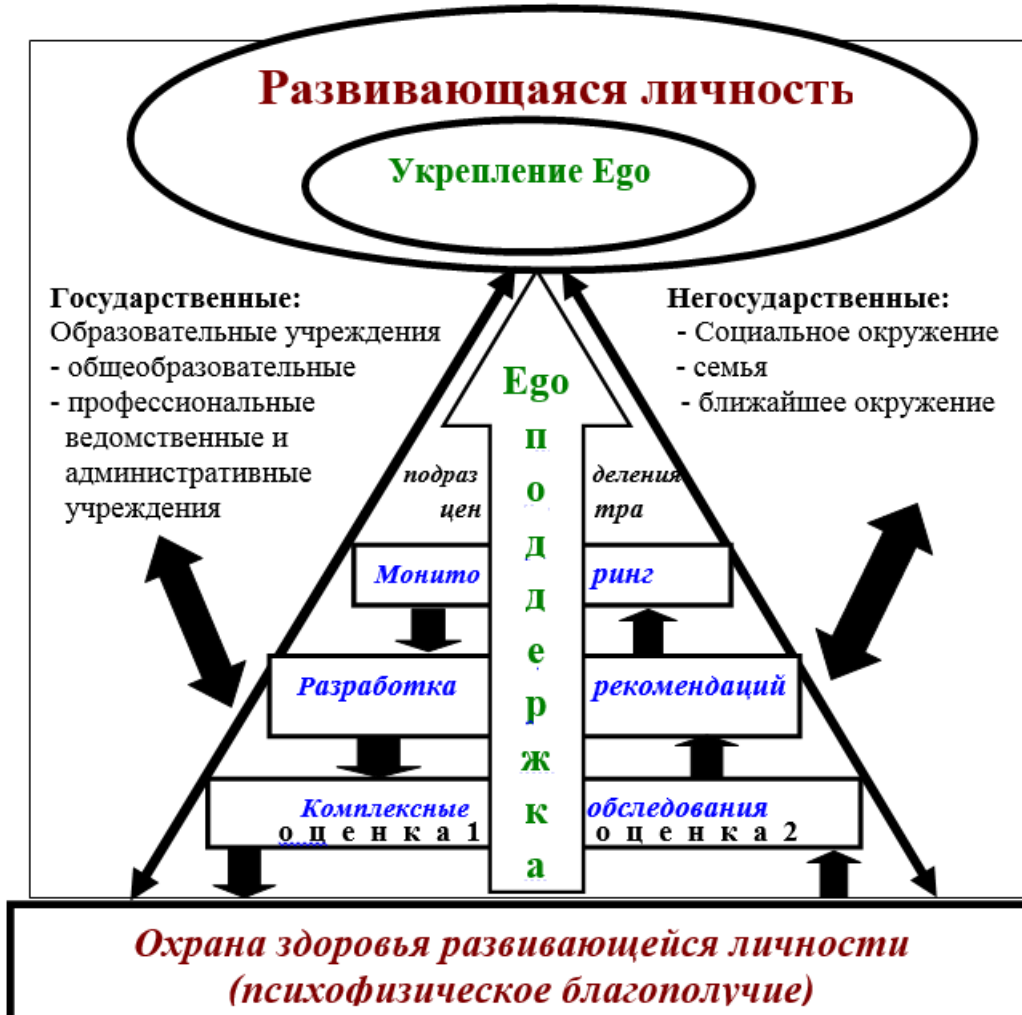 Развивающаяся личность
Укрепление Ego
Государственные:
Образовательные учреждения
- общеобразовательные
- профессиональные
ведомственные и
административные
учреждения
Негосударственные:
- Социальное окружение
- семья
- ближайшее окружение
Ego
п
о
д
д
е
р
ж
к
а
подраз деления
цен тра
Монито ринг
Разработка рекомендаций
Комплексные обследования
о ц е н к а 1 о ц е н к а 2
Охрана здоровья развивающейся личности
(психофизическое благополучие)